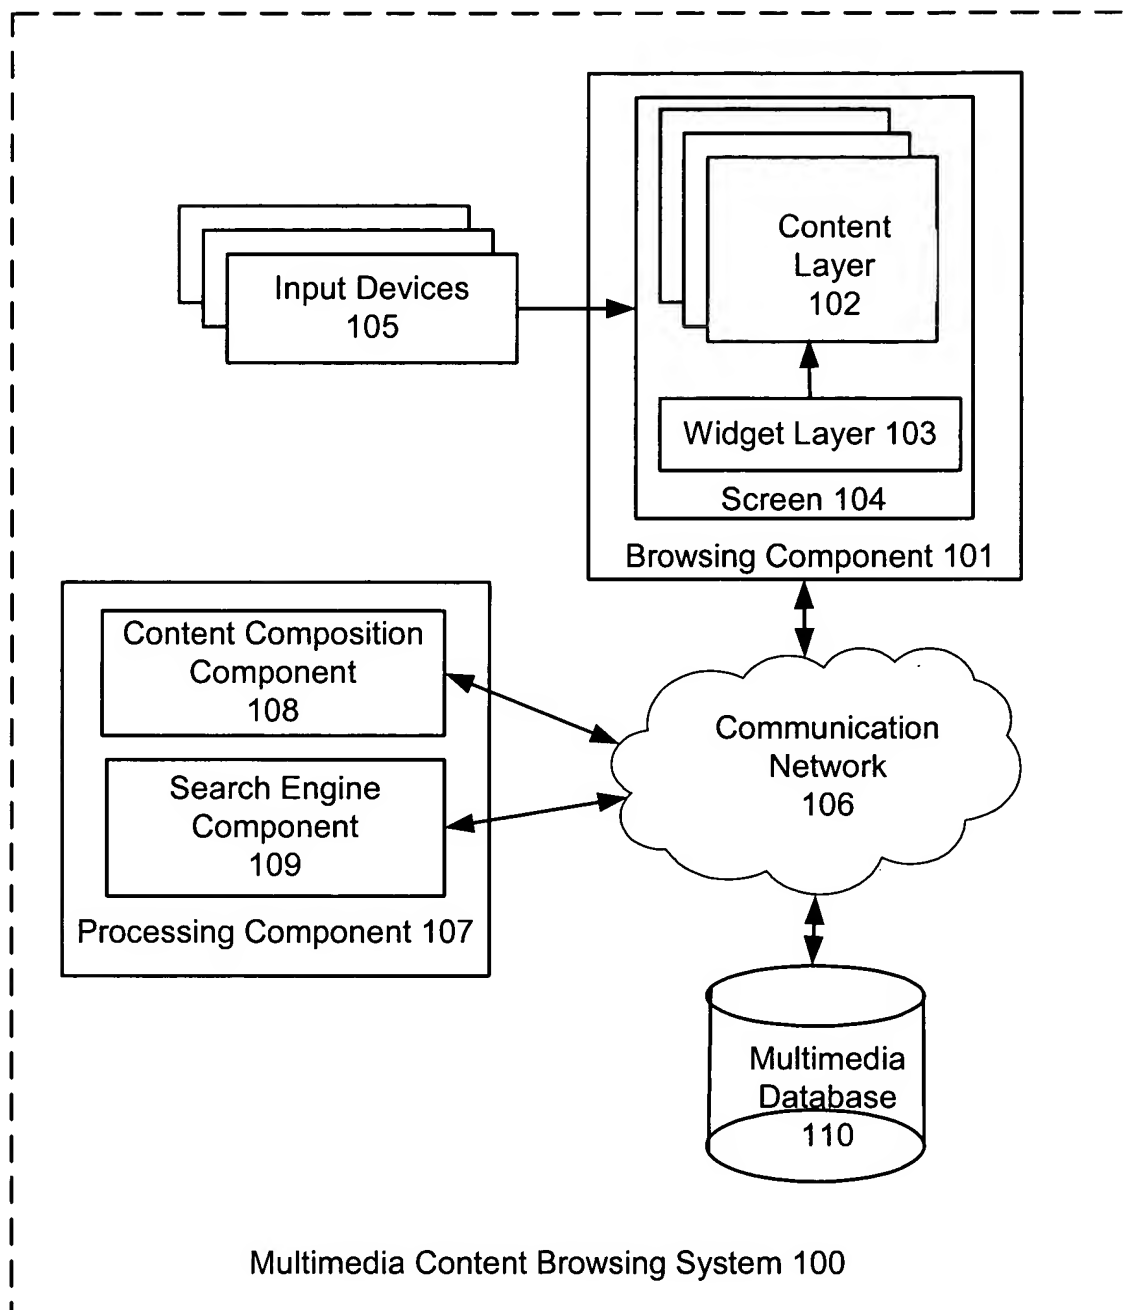 Content
Layer
102
Input Devices
105
Widget Layer 103
Screen 104
Browsing Component 101
Content Composition
Component
108
Search Engine
Component
109
Processing Component 107
Communication
Network
106
Multimedia
Database
110
Multimedia Content Browsing System 100